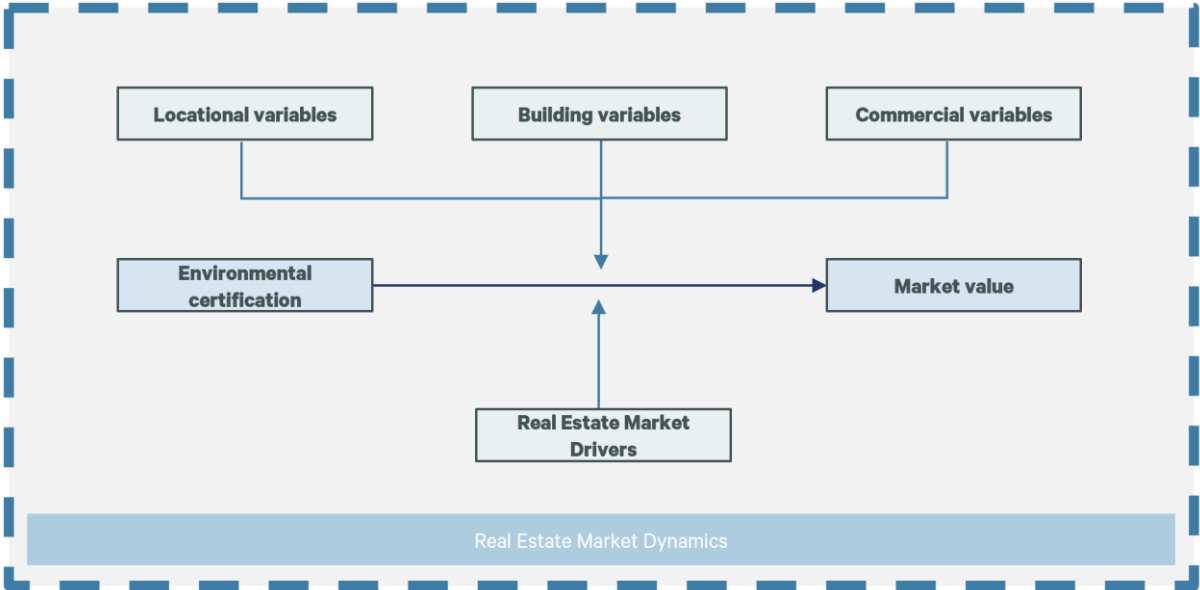 Locational variables
Building variables
Commercial variables
Environmental
certification
Market value
Real Estate Market
Drivers
Real Estate Market Dynamics